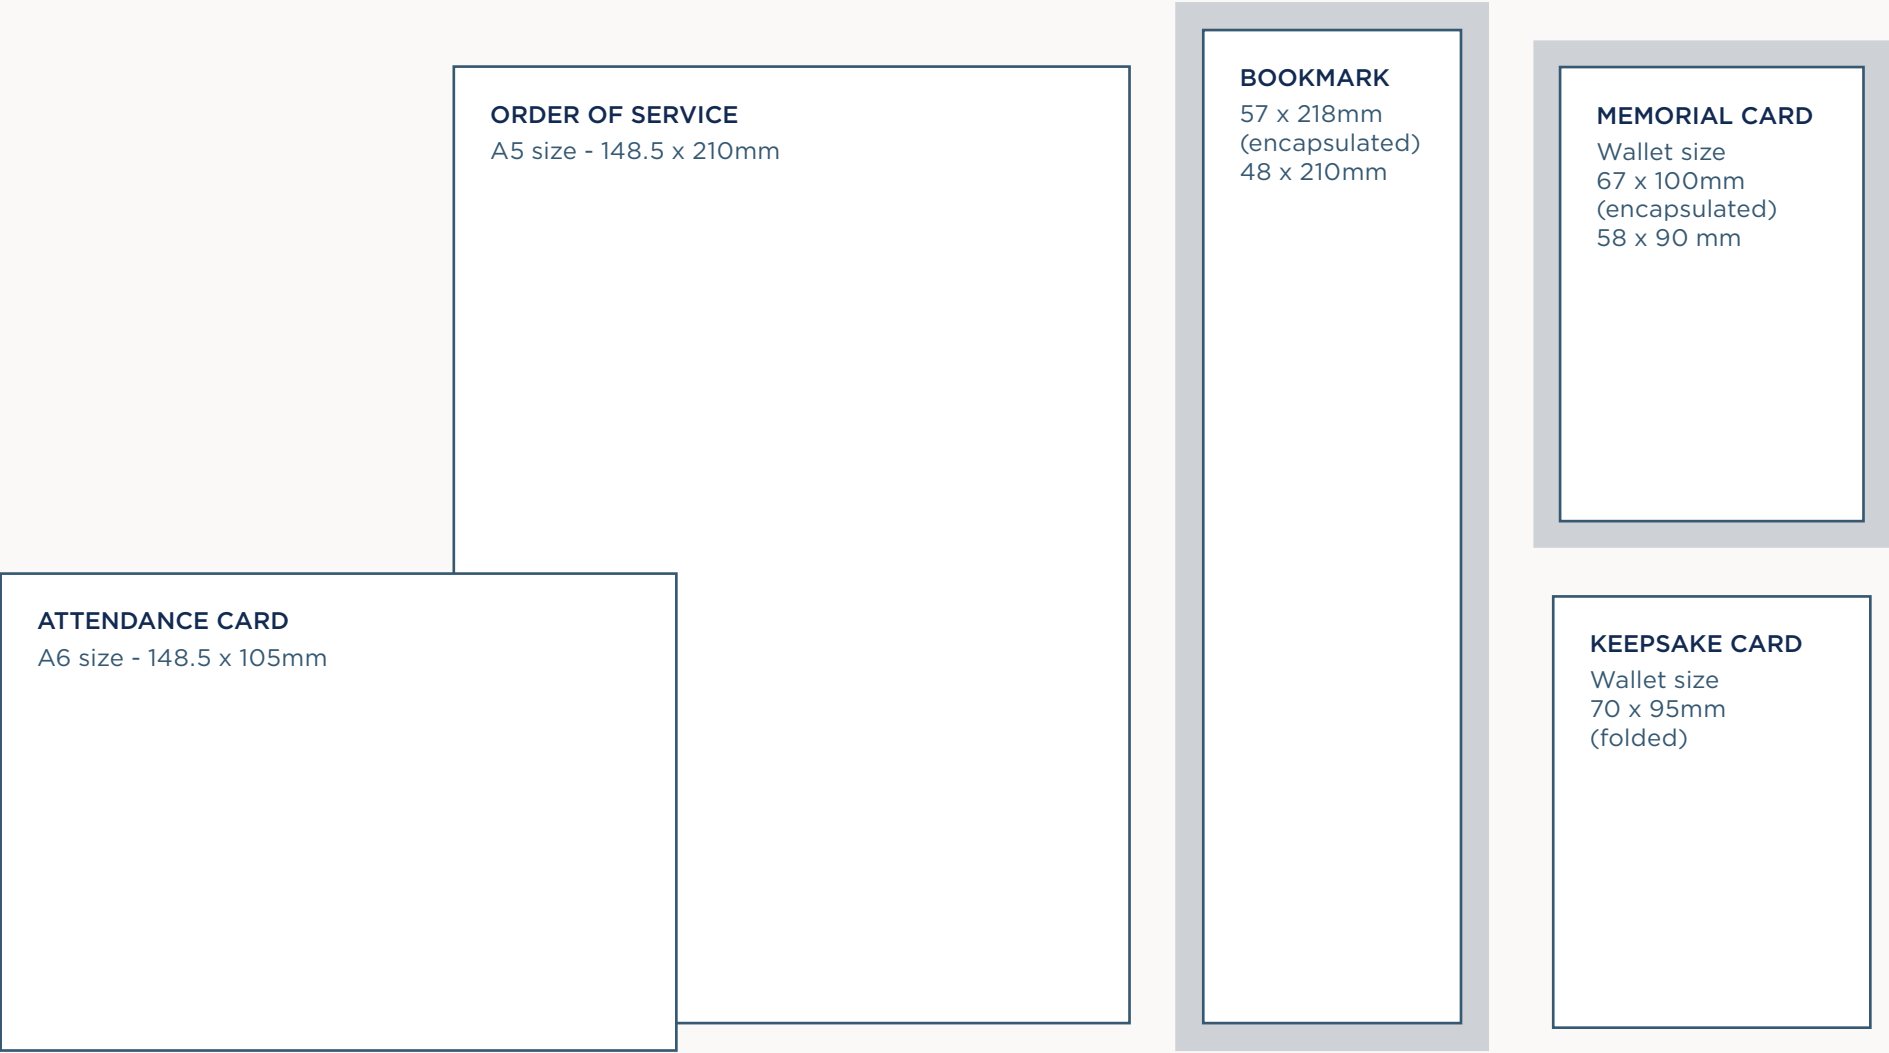 ORDER OF SERVICE
A5 size - 148.5 x 210mm
ATTENDANCE CARD
A6 size - 148.5 x 105mm
BOOKMARK
57 x 218mm
(encapsulated)
48 x 210mm
MEMORIAL CARD
Wallet size
67 x 100mm
(encapsulated)
58 x 90 mm
KEEPSAKE CARD
Wallet size
70 x 95mm
(folded)